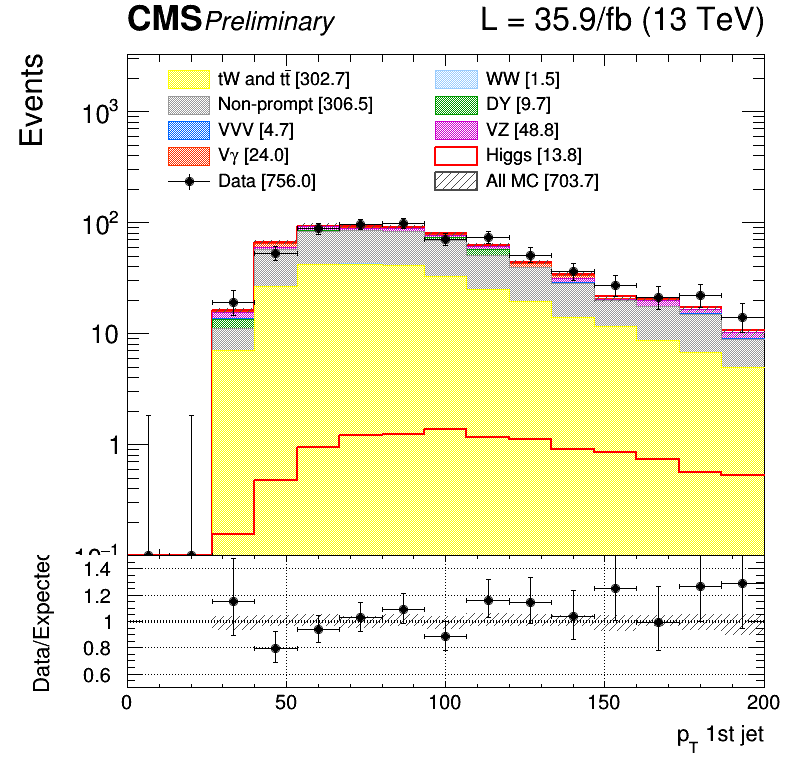 CMS Preliminary L = 35.9/fb (13 TeV)
Events
tW and tt̄ [302.7] WW [1.5]
Non-prompt [306.5] DY [9.7]
VVV [4.7] VZ [48.8]
Vγ [24.0] Higgs [13.8]
Data [756.0] All MC [703.7]
10³
10²
10
1
10⁻¹
Data/Expected
1.4
1.2
1
0.8
0.6
0 50 100 150 200
p_T 1st jet